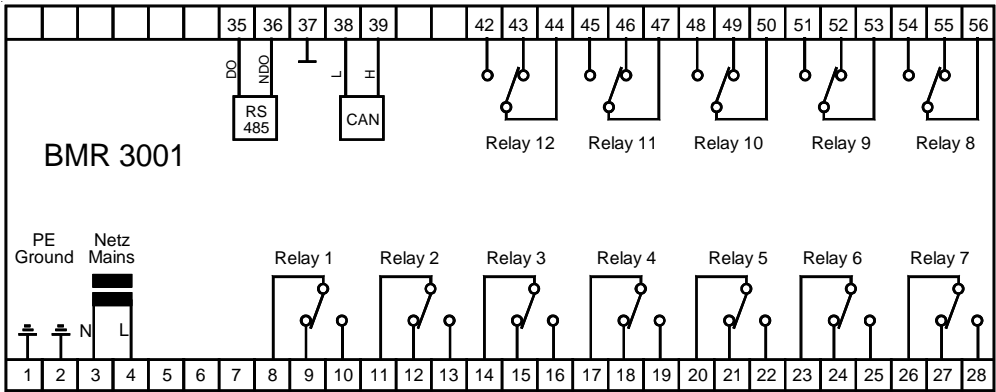 35 36 37 38 39 42 43 44 45 46 47 48 49 50 51 52 53 54 55 56
DO NDO L H
RS
485
CAN
Relay 12 Relay 11 Relay 10 Relay 9 Relay 8
BMR 3001
PE
Ground
Netz
Mains
Relay 1 Relay 2 Relay 3 Relay 4 Relay 5 Relay 6 Relay 7
N L
1 2 3 4 5 6 7 8 9 10 11 12 13 14 15 16 17 18 19 20 21 22 23 24 25 26 27 28